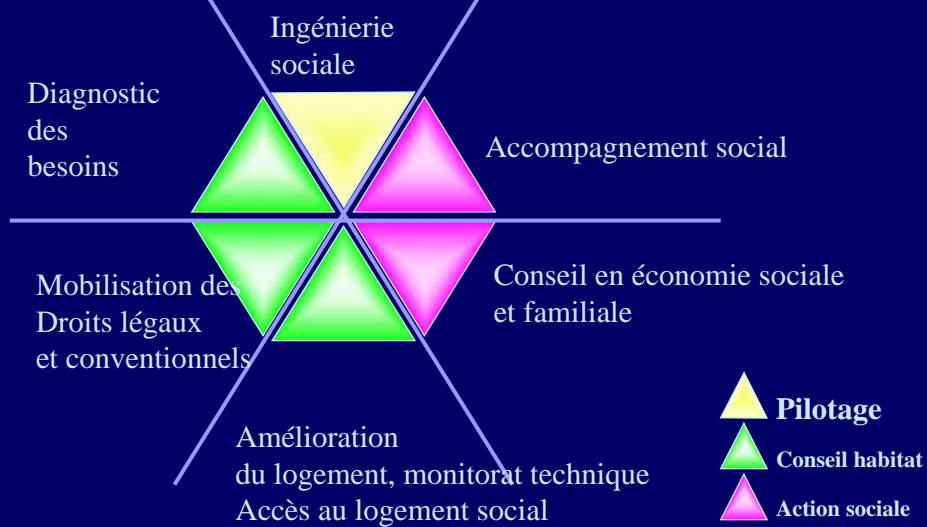 Ingénierie
sociale
Diagnostic
des
besoins
Accompagnement social
Mobilisation des
Droits légaux
et conventionnels
Conseil en économie sociale
et familiale
Amélioration
du logement, monitorat technique
Accès au logement social
Pilotage
Conseil habitat
Action sociale